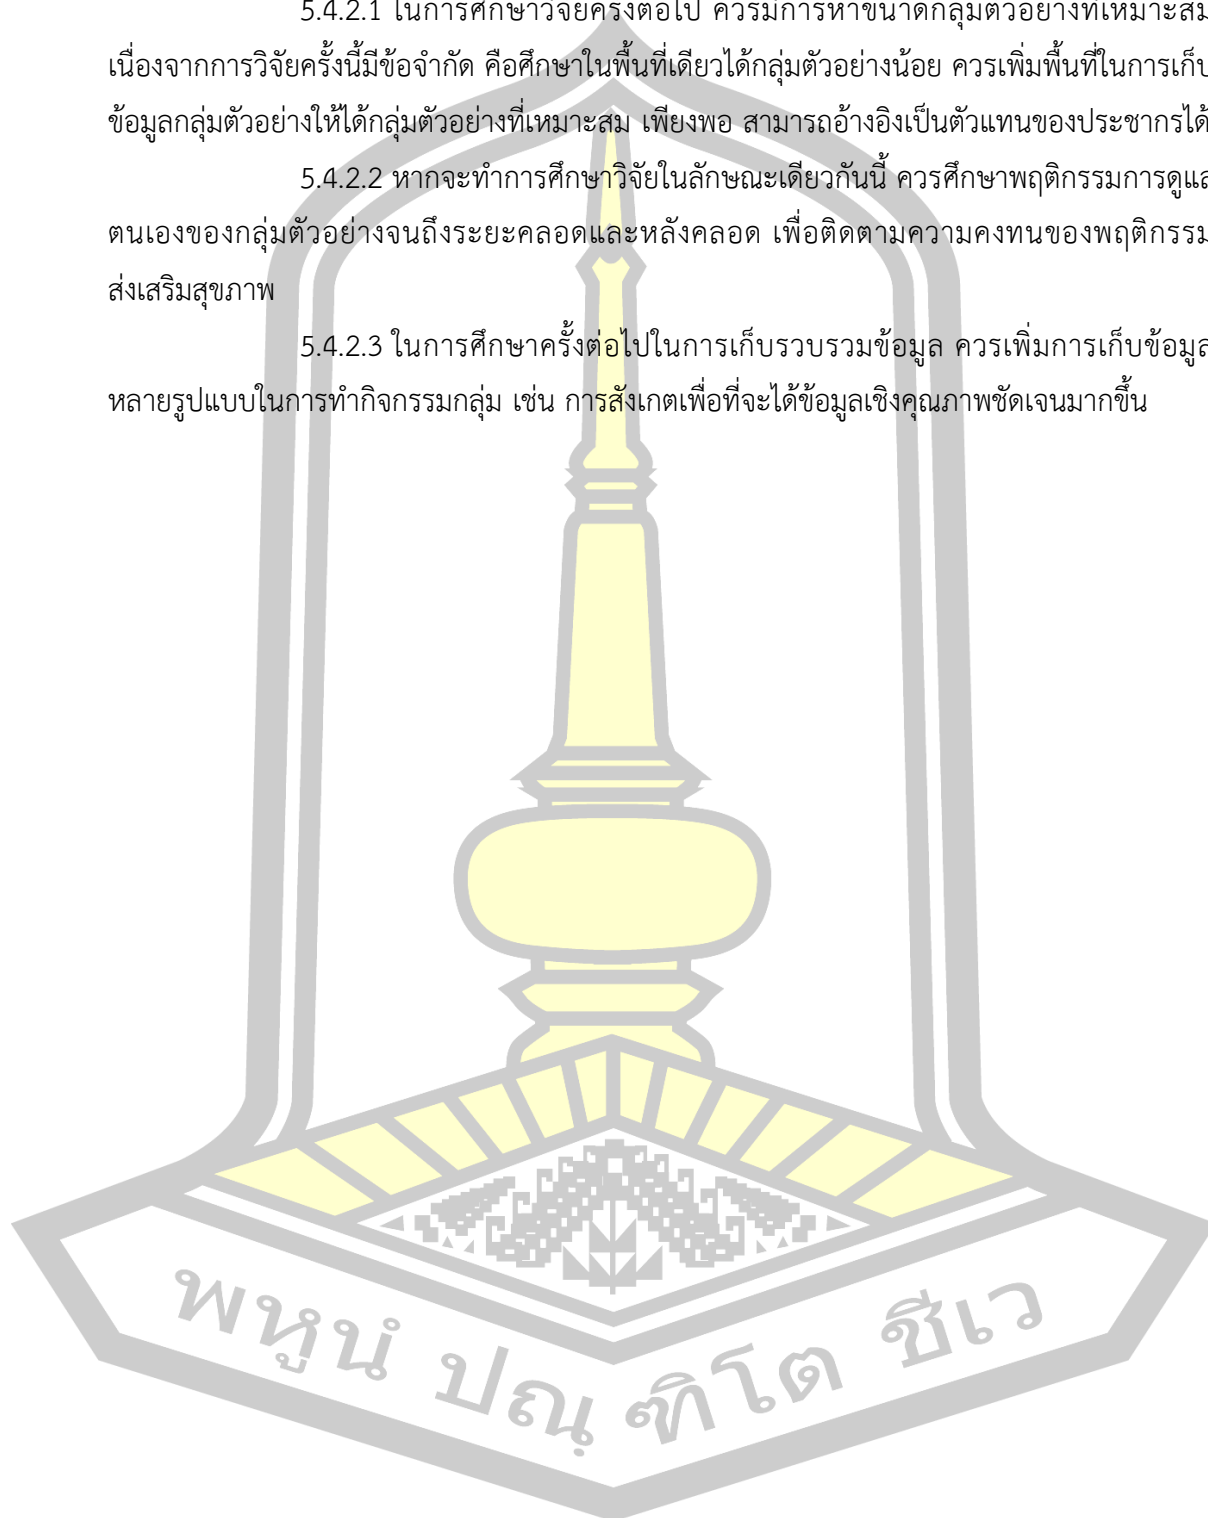 5.4.2.1 ในการศึกษาวิจัยครั้งต่อไป ควรมีการหาขนาดกลุ่มตัวอย่างที่เหมาะสม
เนื่องจากการวิจัยครั้งนี้มีข้อจำกัด คือศึกษาในพื้นที่เดียวได้กลุ่มตัวอย่างน้อย ควรเพิ่มพื้นที่ในการเก็บ
ข้อมูลกลุ่มตัวอย่างให้ได้กลุ่มตัวอย่างที่เหมาะสม เพียงพอ สามารถอ้างอิงเป็นตัวแทนของประชากรได้
5.4.2.2 หากจะทำการศึกษาวิจัยในลักษณะเดียวกันนี้ ควรศึกษาพฤติกรรมการดูแล
ตนเองของกลุ่มตัวอย่างจนถึงระยะคลอดและหลังคลอด เพื่อติดตามความคงทนของพฤติกรรม
ส่งเสริมสุขภาพ
5.4.2.3 ในการศึกษาครั้งต่อไปในการเก็บรวบรวมข้อมูล ควรเพิ่มการเก็บข้อมูล
หลายรูปแบบในการทำกิจกรรมกลุ่ม เช่น การสังเกตเพื่อที่จะได้ข้อมูลเชิงคุณภาพชัดเจนมากขึ้น
พหูนํ ปณฺฑิโต ชีเว